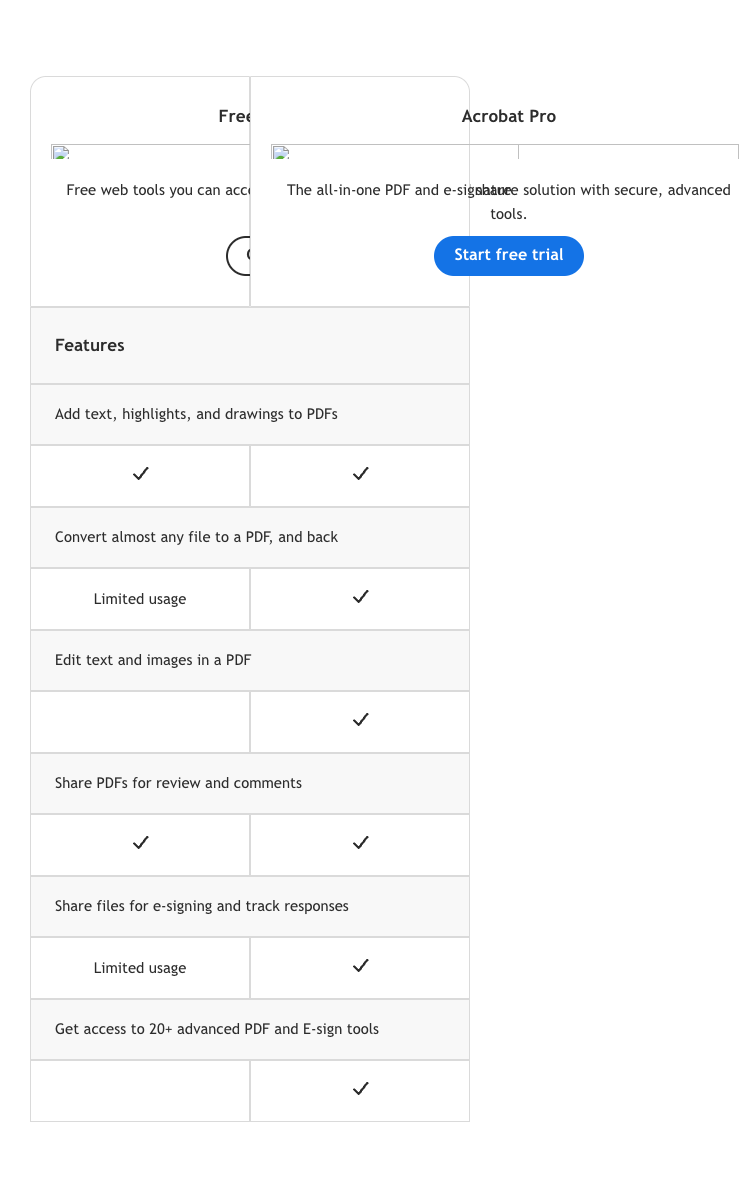 Free
Acrobat Pro
Free web tools you can
The all-in-one PDF and solution with secure, advanced
tools.
Start free trial
Features
Add text, highlights, and drawings to PDFs
Convert almost any file to a PDF, and back
Limited usage
Edit text and images in a PDF
Share PDFs for review and comments
Share files for e-signing and track responses
Limited usage
Get access to 20+ advanced PDF and E-sign tools